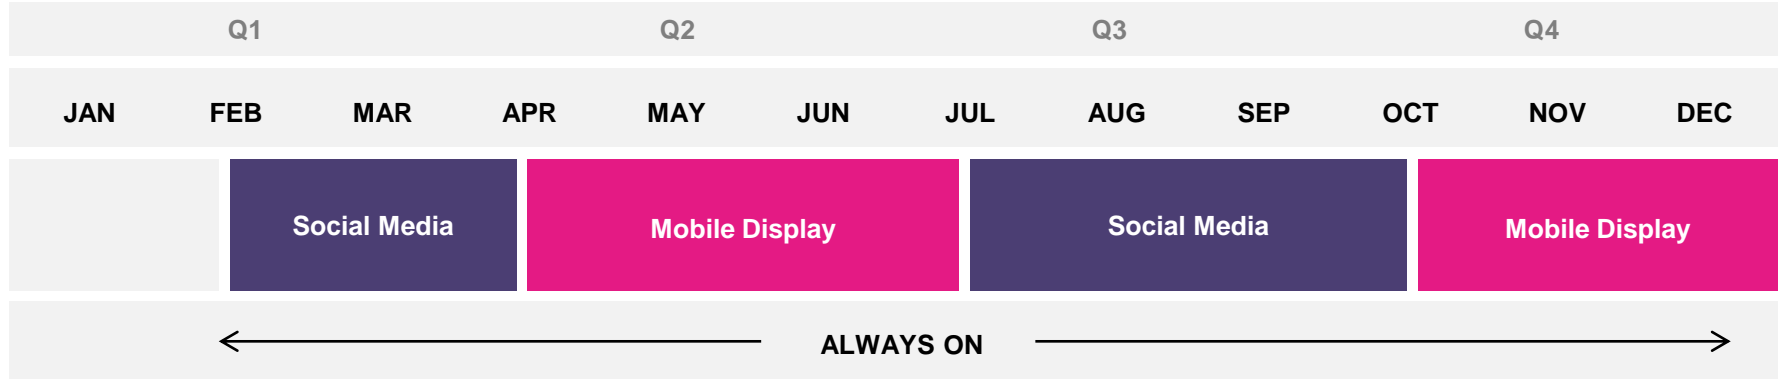 Q1 Q2 Q3 Q4
JAN FEB MAR APR MAY JUN JUL AUG SEP OCT NOV DEC
Social Media Mobile Display Social Media Mobile Display
ALWAYS ON